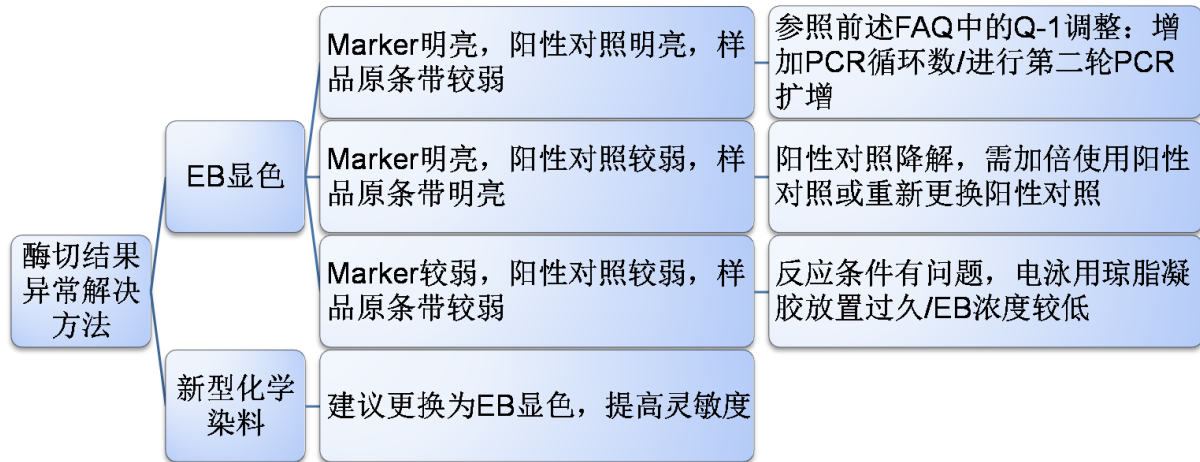 酶切结果
异常解决
方法
EB显色
Marker明亮，阳性对照明亮，样
品原条带较弱
参照前述FAQ中的Q-1调整：增
加PCR循环数/进行第二轮PCR
扩增
Marker明亮，阳性对照较弱，样
品原条带明亮
阳性对照降解，需加倍使用阳性
对照或重新更换阳性对照
Marker较弱，阳性对照较弱，样
品原条带较弱
反应条件有问题，电泳用琼脂凝
胶放置过久/EB浓度较低
新型化学
染料
建议更换为EB显色，提高灵敏度